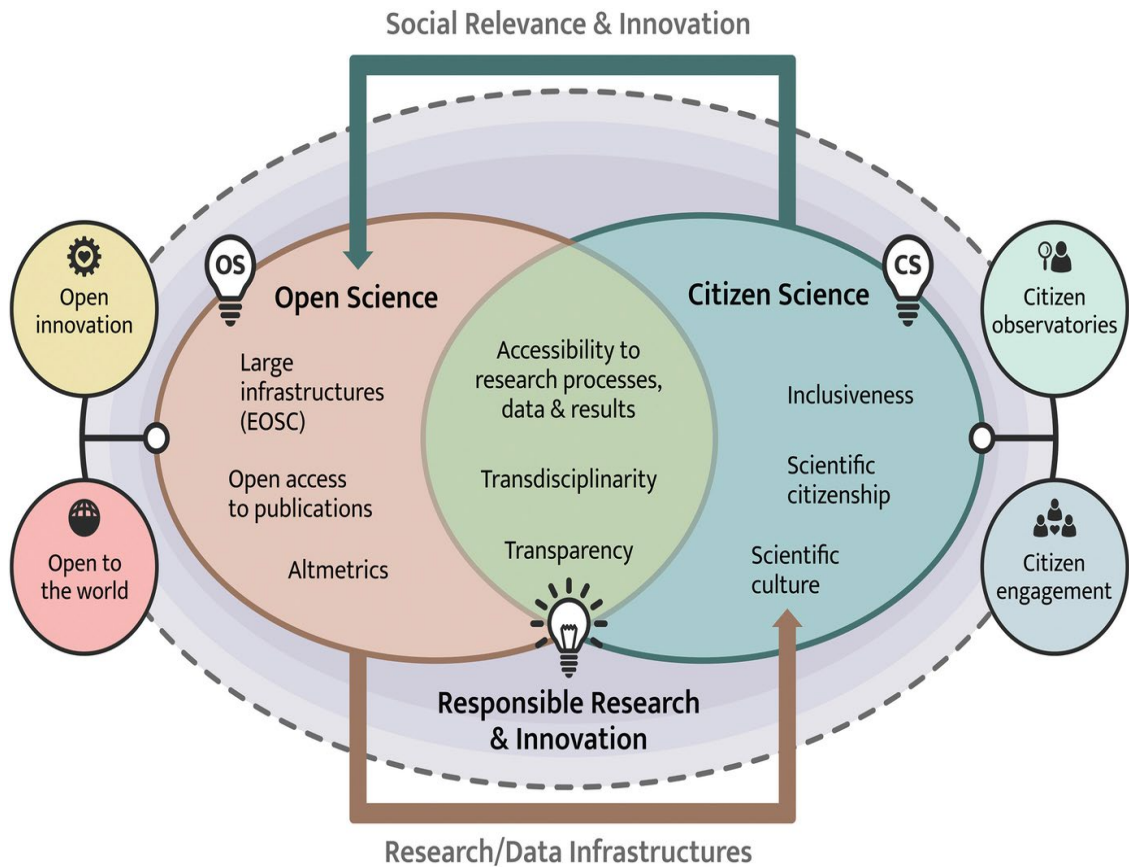 Social Relevance & Innovation
OS
CS
Open Science
Citizen Science
Open
innovation
Citizen
observatories
Large
infrastructures
(EOSC)
Open access
to publications
Altmetrics
Accessibility to
research processes,
data & results
Transdisciplinarity
Transparency
Inclusiveness
Scientific
citizenship
Scientific
culture
Open to
the world
Citizen
engagement
Responsible Research
& Innovation
Research/Data Infrastructures